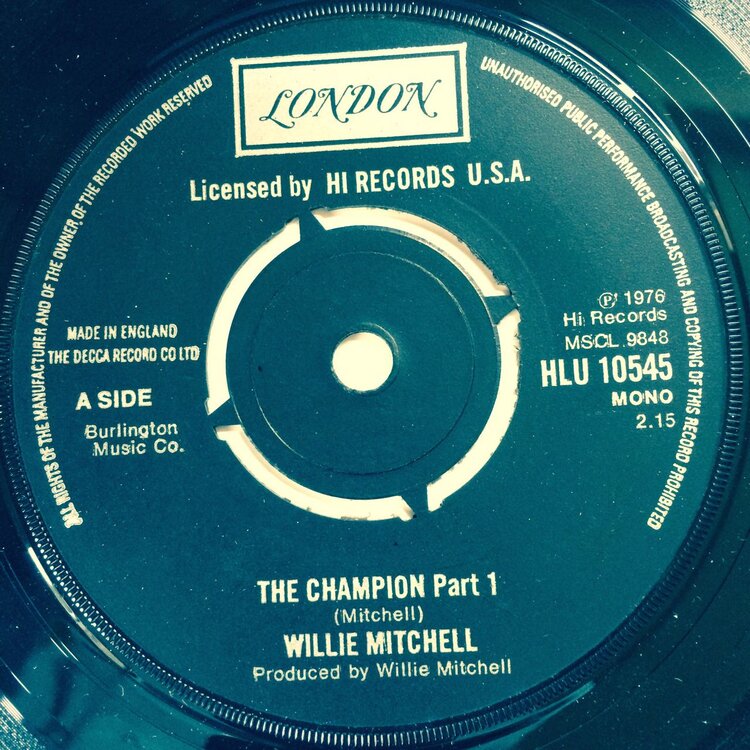 ALL RIGHTS OF THE MANUFACTURER AND OF THE OWNER OF THE RECORDED WORK RESERVED
UNAUTHORISED PUBLIC PERFORMANCE BROADCASTING AND COPYING OF THIS RECORD PROHIBITED
LONDON
Licensed by HI RECORDS U.S.A.
MADE IN ENGLAND
THE DECCA RECORD CO LTD
A SIDE
Burlington
Music Co.
℗ 1976
Hi Records
MSCL.9848
HLU 10545
MONO
2.15
THE CHAMPION Part 1
(Mitchell)
WILLIE MITCHELL
Produced by Willie Mitchell